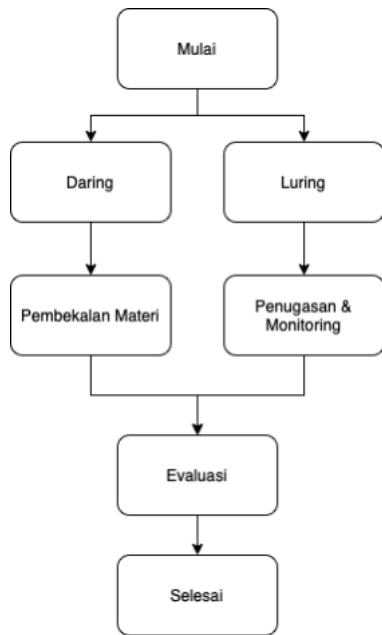 Mulai
Daring
Luring
Pembekalan Materi
Penugasan &
Monitoring
Evaluasi
Selesai